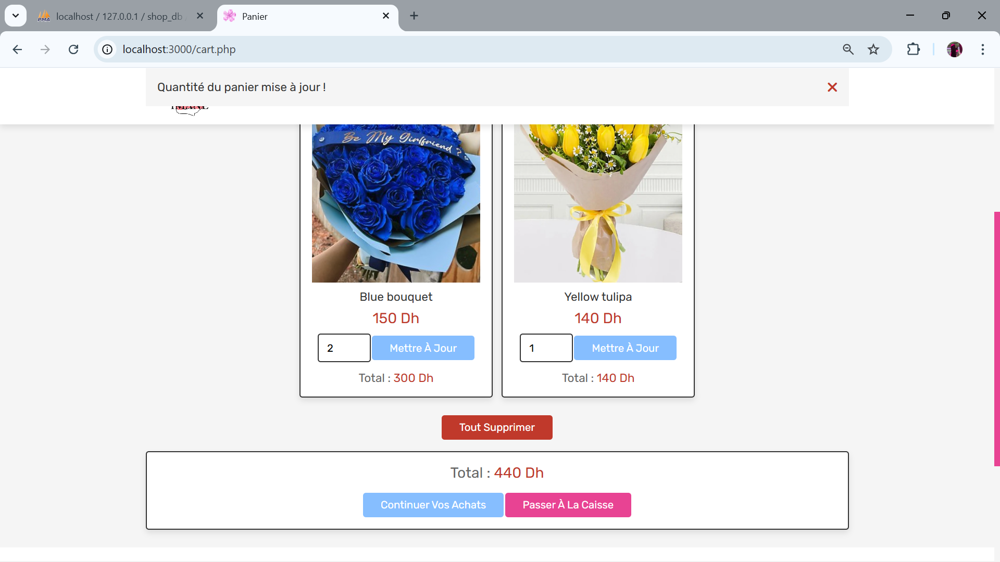 localhost / 127.0.0.1 / shop_db
Panier
localhost:3000/cart.php
Quantité du panier mise à jour !
Be My Girlfriend ?
Blue bouquet
150 Dh
2
Mettre À Jour
Total : 300 Dh
Yellow tulipa
140 Dh
1
Mettre À Jour
Total : 140 Dh
Tout Supprimer
Total : 440 Dh
Continuer Vos Achats
Passer À La Caisse